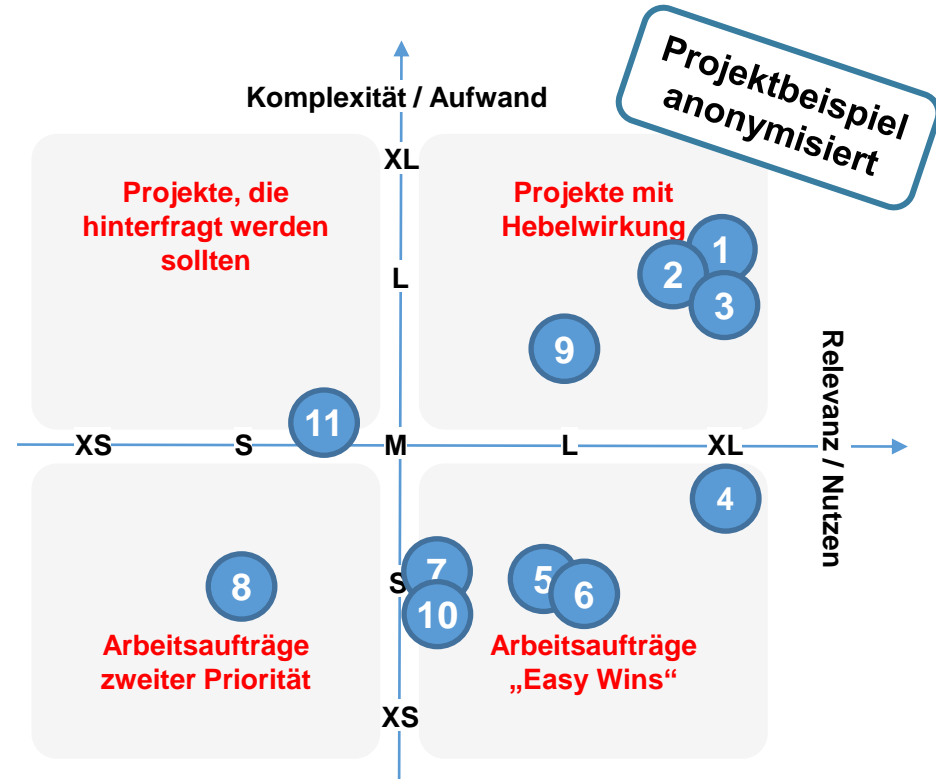 Projektbeispiel
anonymisiert
Komplexität / Aufwand
XL
Projekte, die
hinterfragt werden
sollten
Projekte mit
Hebelwirkung
1
2
3
L
9
11
XS
S
M
L
XL
Relevanz / Nutzen
4
7
5
6
8
S
10
Arbeitsaufträge
zweiter Priorität
Arbeitsaufträge
„Easy Wins“
XS